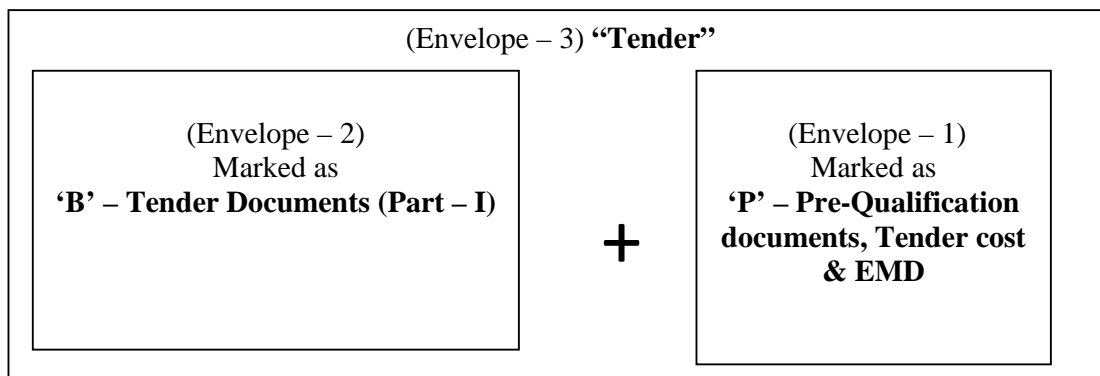 (Envelope – 3) “Tender”
(Envelope – 2)
Marked as
‘B’ – Tender Documents (Part – I)
+
(Envelope – 1)
Marked as
‘P’ – Pre-Qualification
documents, Tender cost
& EMD